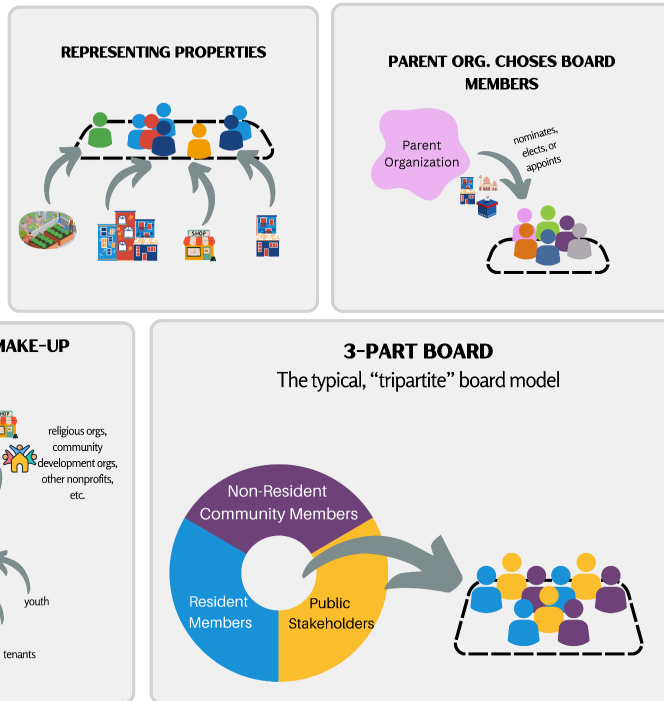 REPRESENTING PROPERTIES
SHOP
PARENT ORG. CHOSES BOARD
MEMBERS
Parent
Organization
nominates,
elects, or
appoints
MAKE-UP
religious orgs,
community
development orgs,
other nonprofits,
etc.
youth
tenants
3-PART BOARD
The typical, “tripartite” board model
Non-Resident
Community Members
Resident
Members
Public
Stakeholders